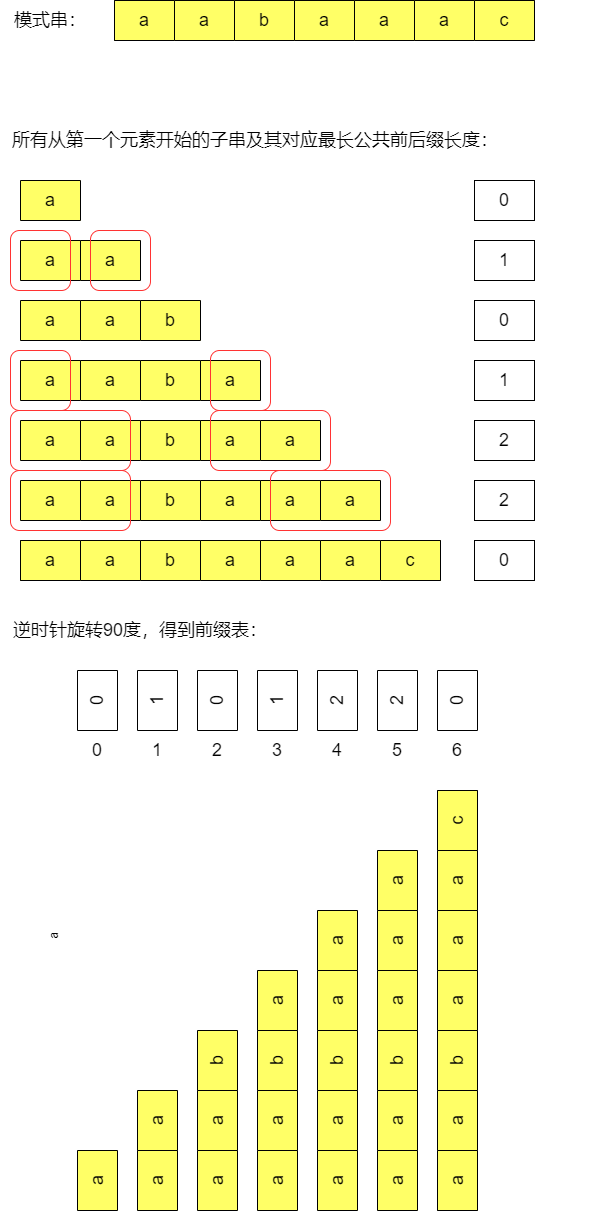 模式串： a a b a a a c
所有从第一个元素开始的子串及其对应最长公共前后缀长度：
a 0
a a 1
a a b 0
a a b a 1
a a b a a 2
a a b a a a 2
a a b a a a c 0
逆时针旋转90度，得到前缀表：
0 1 0 1 2 2 0
0 1 2 3 4 5 6
c
a a
a a a a
a a a a
b b b b b
a a a a a a
a a a a a a a